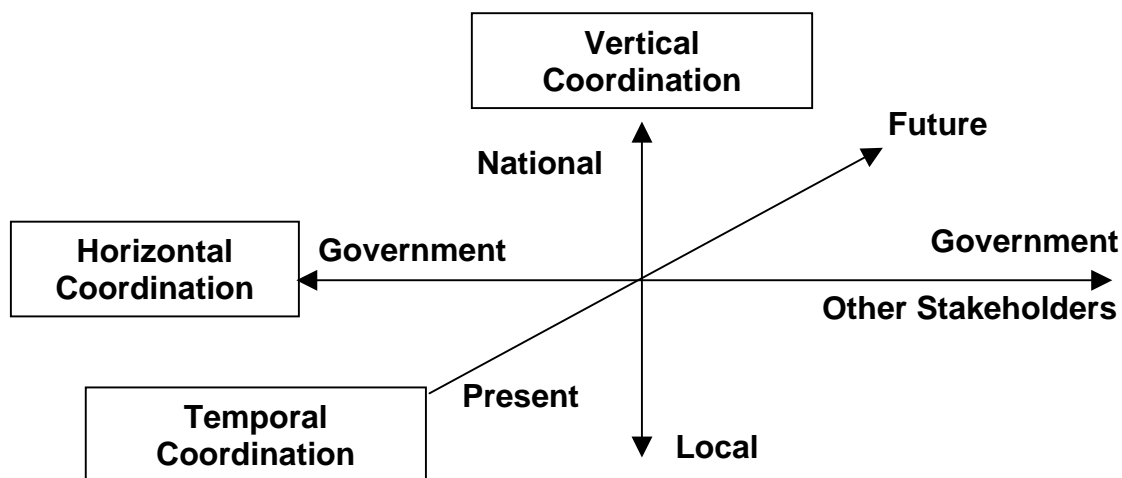 Vertical
Coordination
Future
National
Horizontal
Coordination
Government
Government
Other Stakeholders
Present
Temporal
Coordination
Local